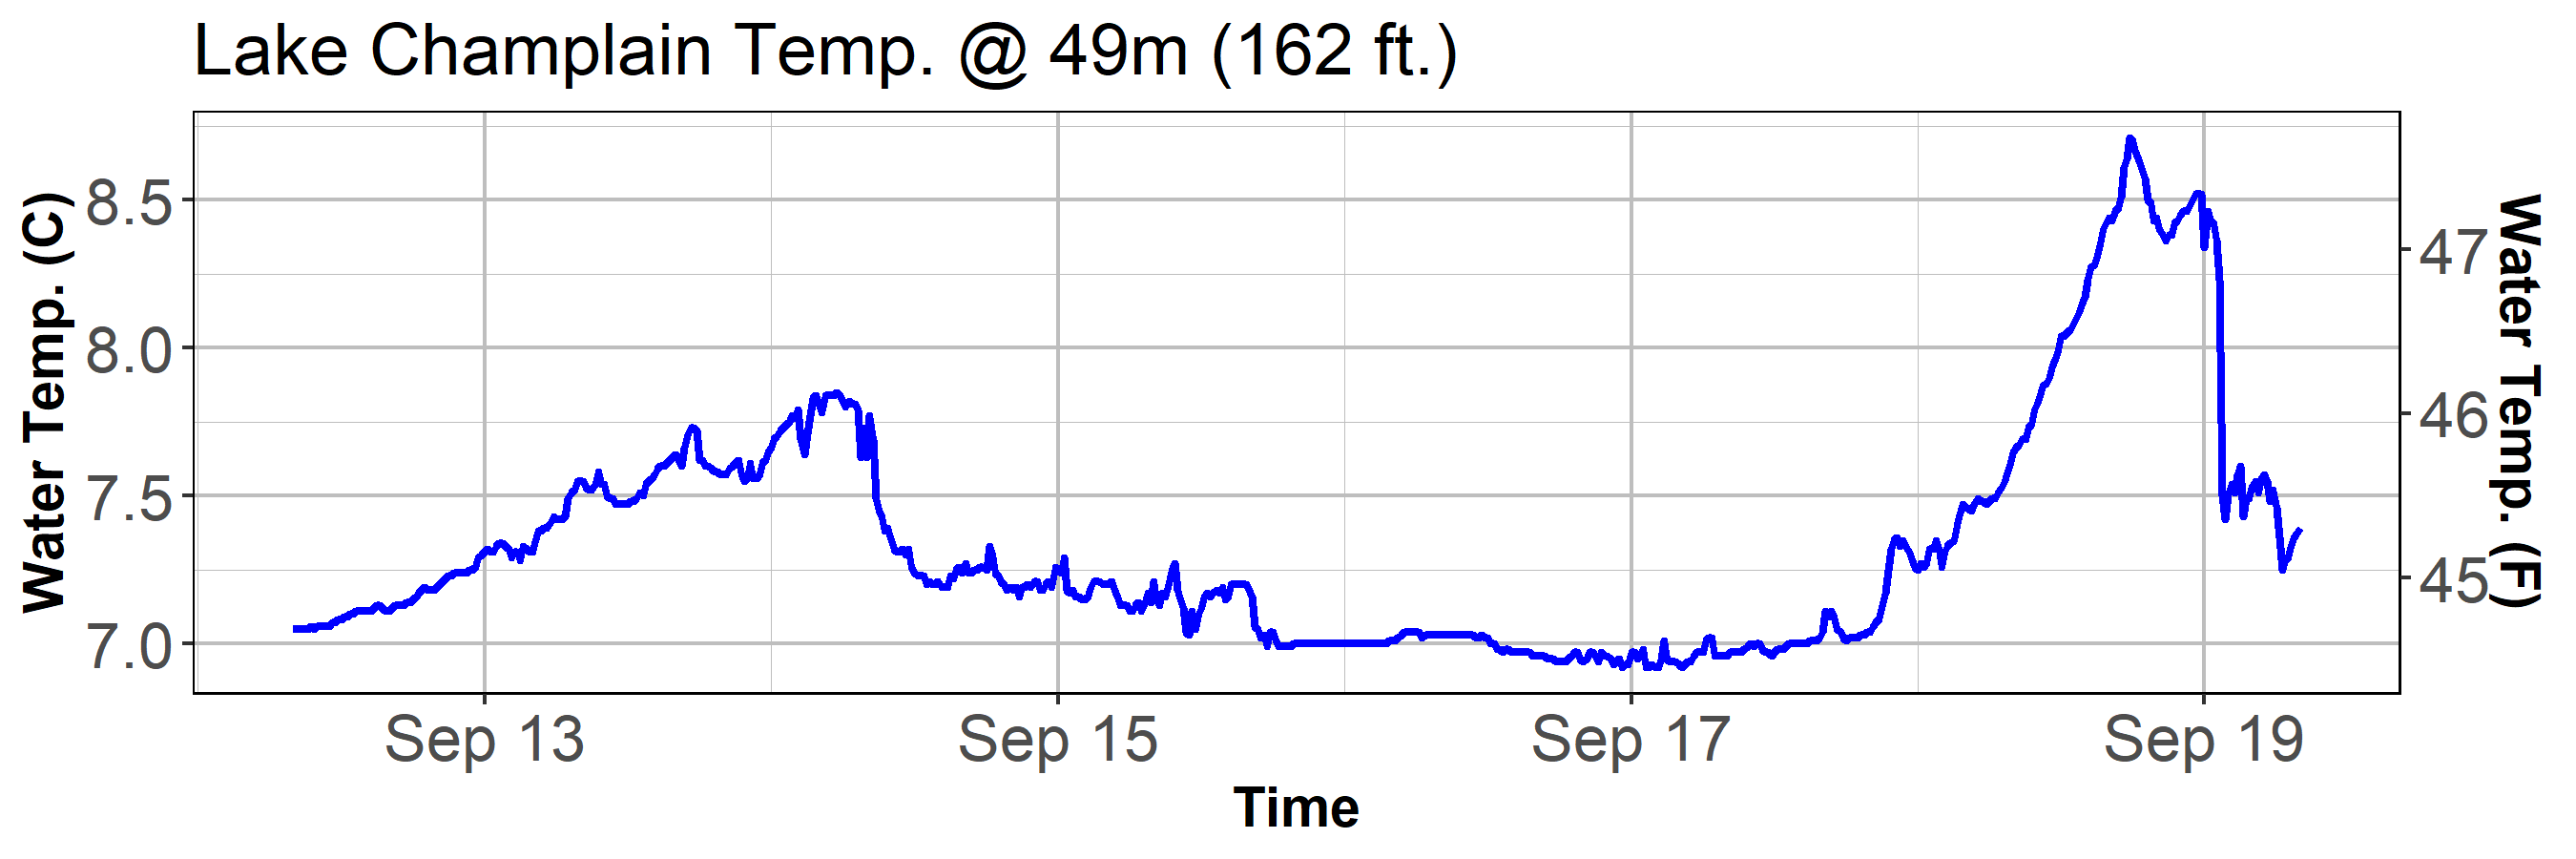 Lake Champlain Temp. @ 49m (162 ft.)
Water Temp. (C)
8.5
8.0
7.5
7.0
47
46
45
Water Temp. (F)
Sep 13 Sep 15 Sep 17 Sep 19
Time